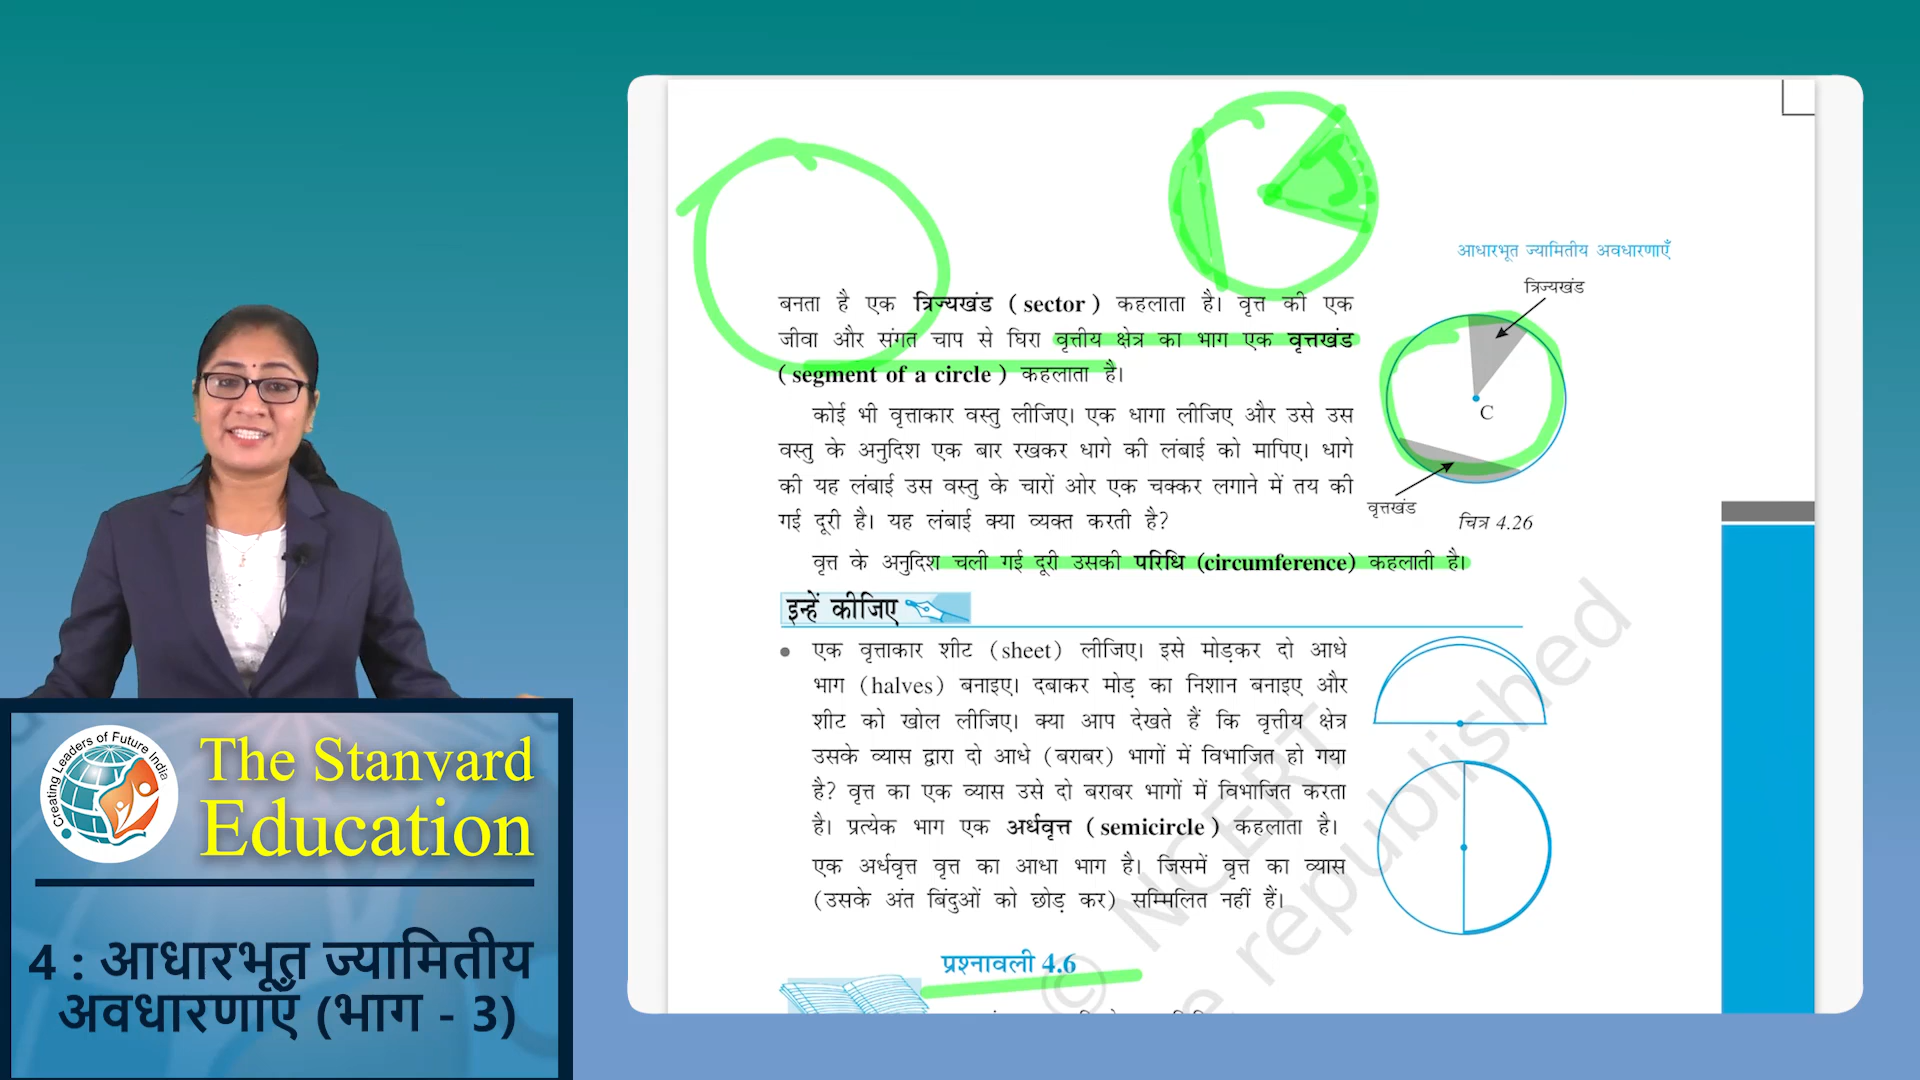 आधारभूत ज्यामितीय अवधारणाएँ
त्रिज्यखंड
बनता है एक त्रिज्यखंड ( sector ) कहलाता है। वृत्त की एक
जीवा और संगत चाप से घिरा वृत्तीय क्षेत्र का भाग एक वृत्तखंड
( segment of a circle ) कहलाता है।
C
कोई भी वृत्ताकार वस्तु लीजिए। एक धागा लीजिए और उसे उस
वस्तु के अनुदिश एक बार रखकर धागे की लंबाई को मापिए। धागे
की यह लंबाई उस वस्तु के चारों ओर एक चक्कर लगाने में तय की
गई दूरी है। यह लंबाई क्या व्यक्त करती है?
वृत्तखंड
चित्र 4.26
वृत्त के अनुदिश चली गई दूरी उसकी परिधि (circumference) कहलाती है।
इन्हें कीजिए
• एक वृत्ताकार शीट (sheet) लीजिए। इसे मोड़कर दो आधे
भाग (halves) बनाइए। दबाकर मोड़ का निशान बनाइए और
शीट को खोल लीजिए। क्या आप देखते हैं कि वृत्तीय क्षेत्र
उसके व्यास द्वारा दो आधे (बराबर) भागों में विभाजित हो गया
है? वृत्त का एक व्यास उसे दो बराबर भागों में विभाजित करता
है। प्रत्येक भाग एक अर्धवृत्त ( semicircle ) कहलाता है।
एक अर्धवृत्त वृत्त का आधा भाग है। जिसमें वृत्त का व्यास
(उसके अंत बिंदुओं को छोड़ कर) सम्मिलित नहीं हैं।
प्रश्नावली 4.6
© NCERT
republished
Creating Leaders of Future India
The Stanvard
Education
4 : आधारभूत ज्यामितीय
अवधारणाएँ (भाग - 3)